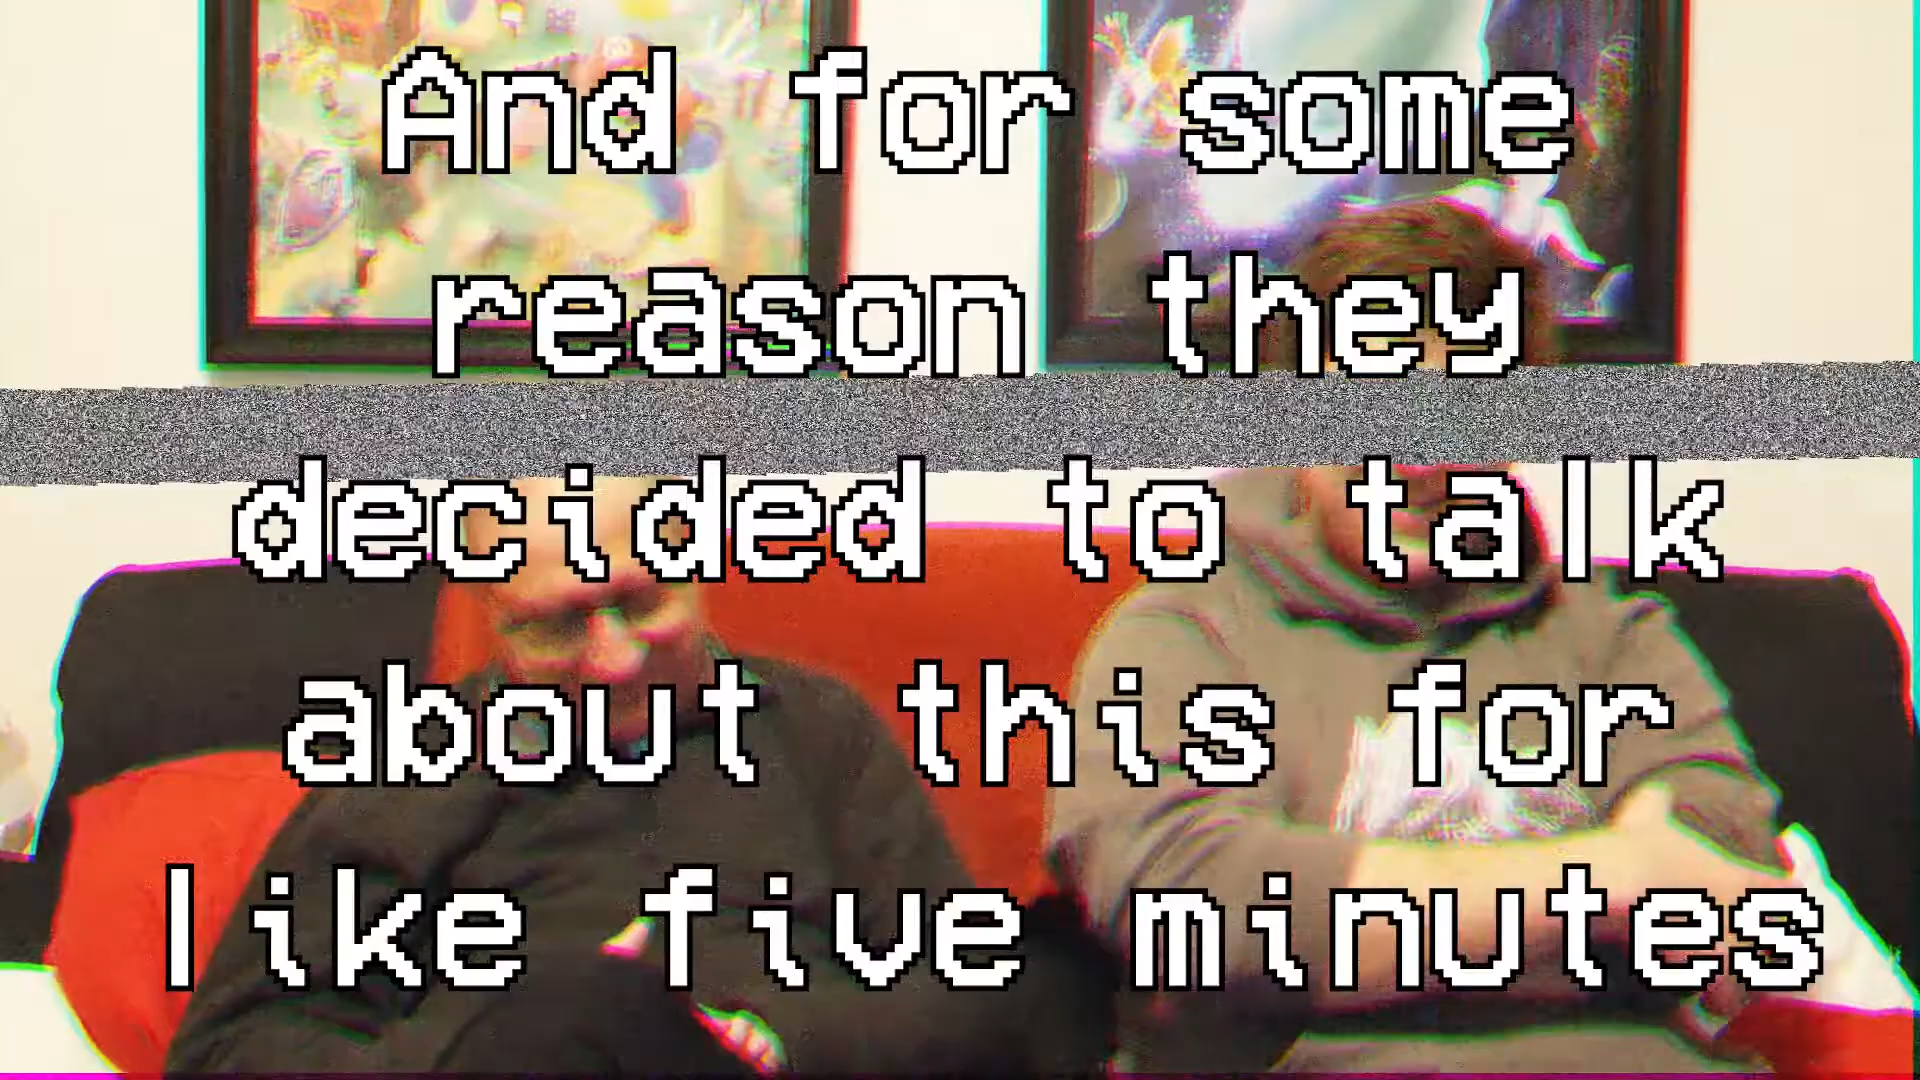 And for some
reason they
decided to talk
about this for
like five minutes